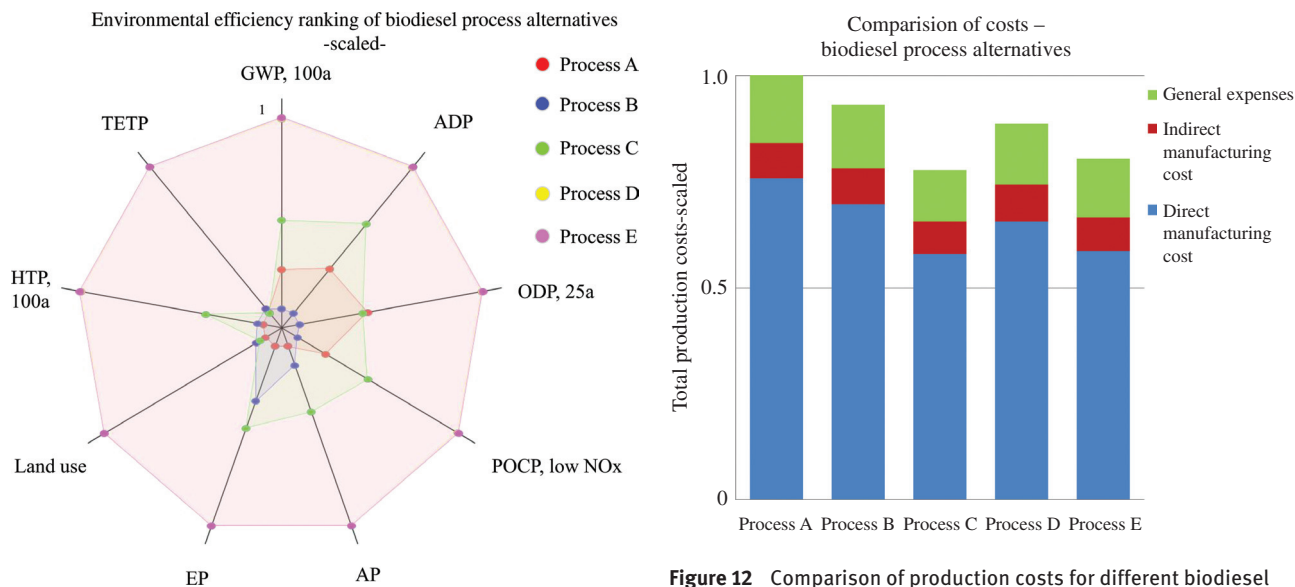 Environmental efficiency ranking of biodiesel process alternatives
-scaled-
GWP, 100a
1
ADP
ODP, 25a
POCP, low NOx
AP
EP
Land use
HTP,
100a
TETP
Process A
Process B
Process C
Process D
Process E
Comparision of costs –
biodiesel process alternatives
Total production costs-scaled
1.0
0.5
0
Process A
Process B
Process C
Process D
Process E
General expenses
Indirect
manufacturing
cost
Direct
manufacturing
cost
Figure 12 Comparison of production costs for different biodiesel